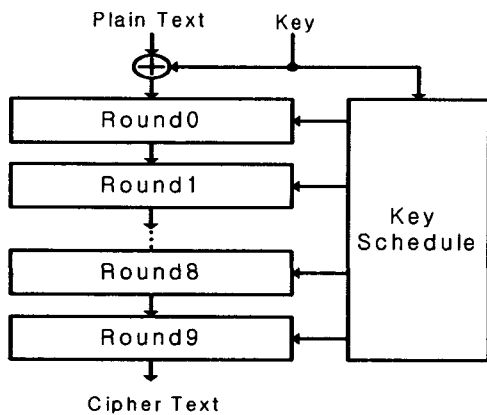 Plain Text
Key
Round0
Round1
Round8
Round9
Key
Schedule
Cipher Text